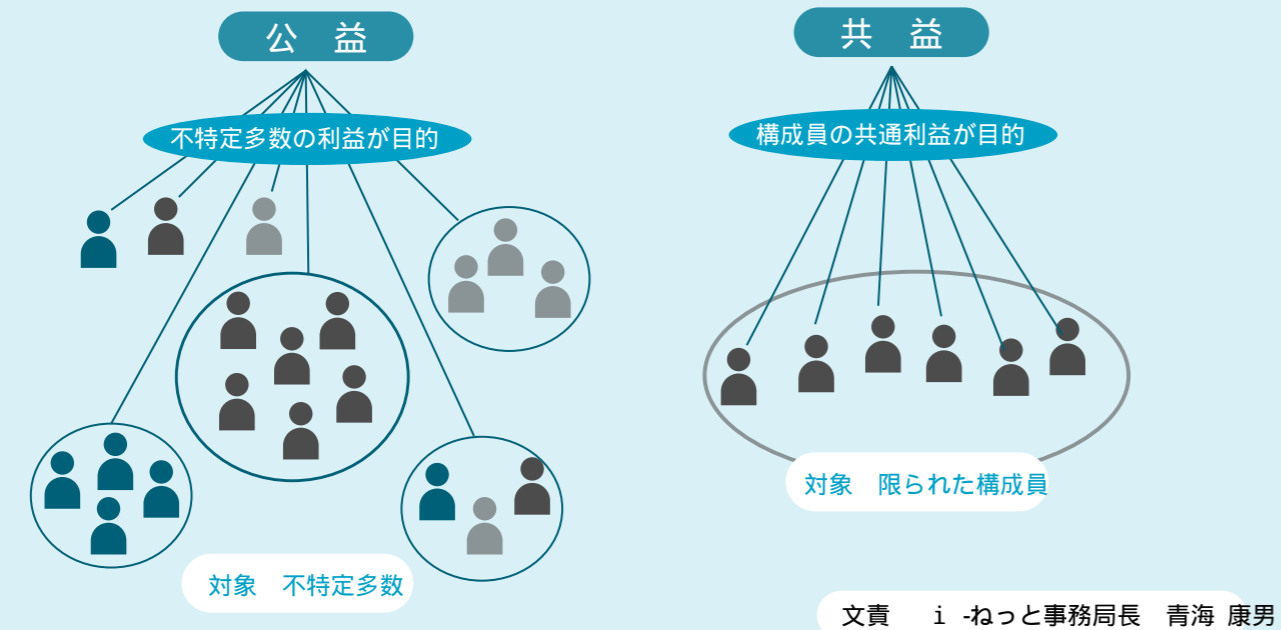 公　益
不特定多数の利益が目的
対象　不特定多数
共　益
構成員の共通利益が目的
対象　限られた構成員
文責　ｉ-ねっと事務局長　青海 康男